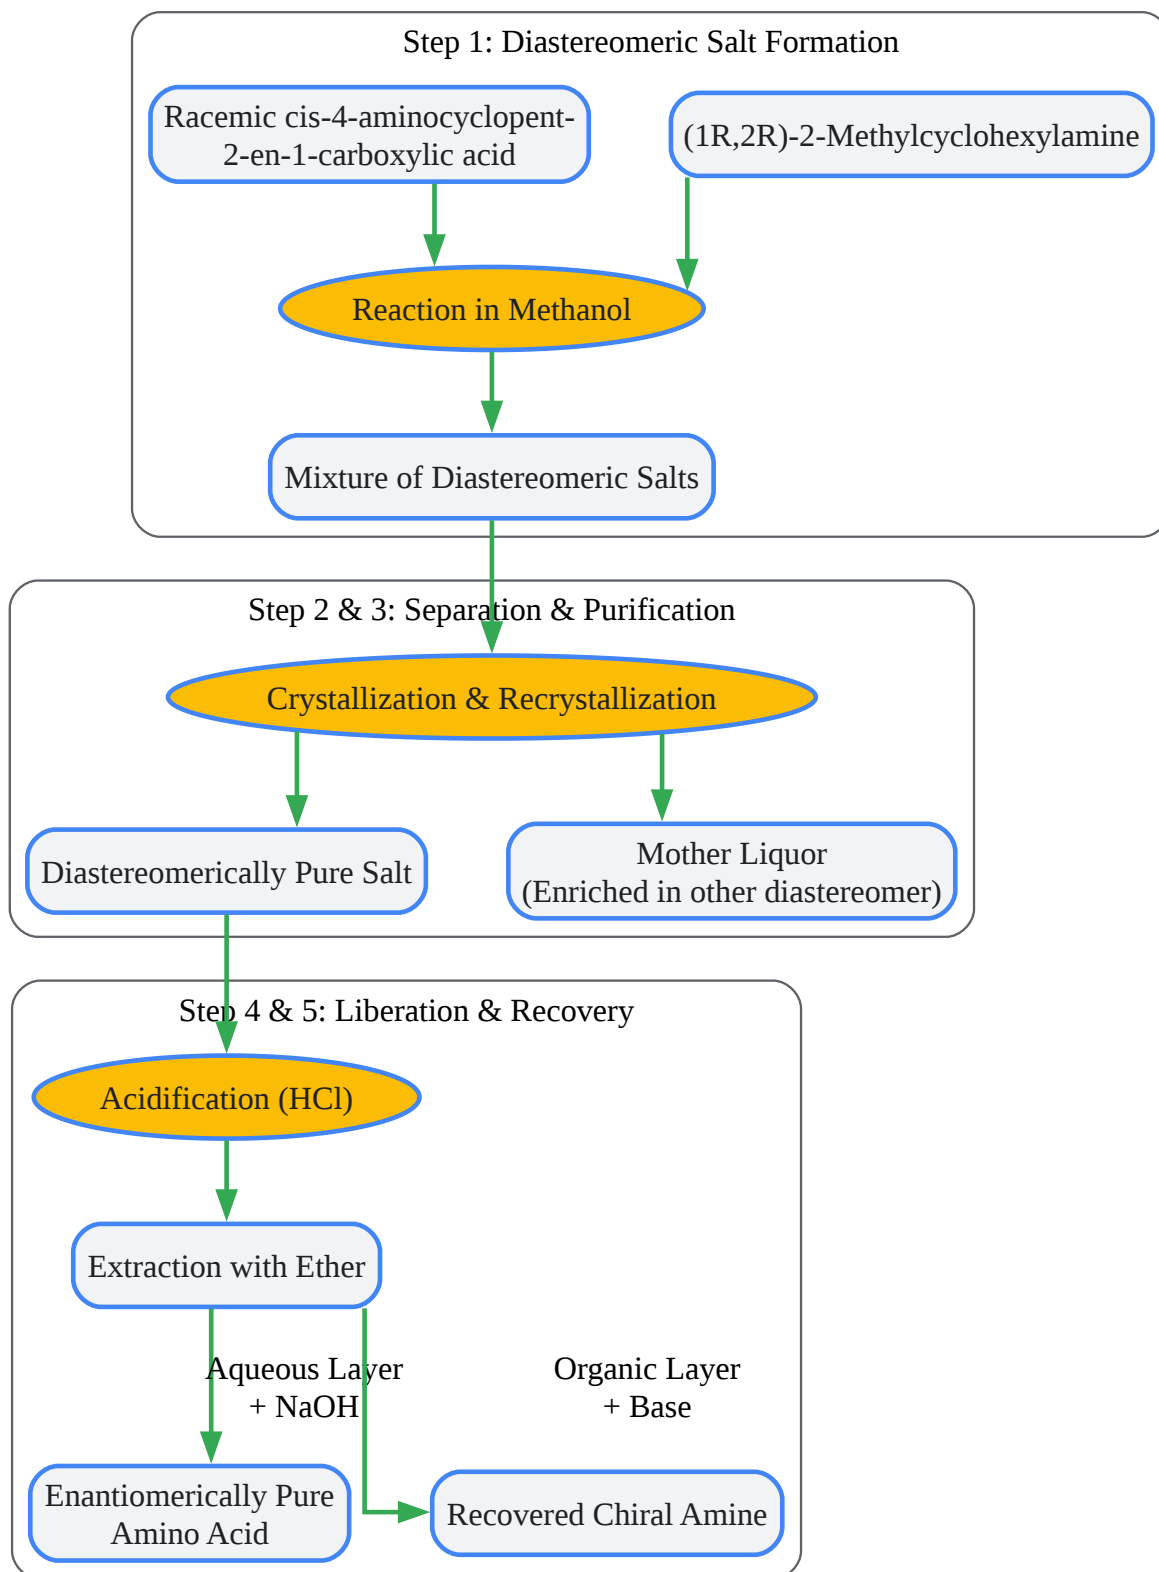 Step 1: Diastereomeric Salt Formation
Racemic cis-4-aminocyclopent-
2-en-1-carboxylic acid
(1R,2R)-2-Methylcyclohexylamine
Reaction in Methanol
Mixture of Diastereomeric Salts
Step 2 & 3: Separation & Purification
Crystallization & Recrystallization
Diastereomerically Pure Salt
Mother Liquor
(Enriched in other diastereomer)
Step 4 & 5: Liberation & Recovery
Acidification (HCl)
Extraction with Ether
Aqueous Layer
+ NaOH
Organic Layer
+ Base
Enantiomerically Pure
Amino Acid
Recovered Chiral Amine